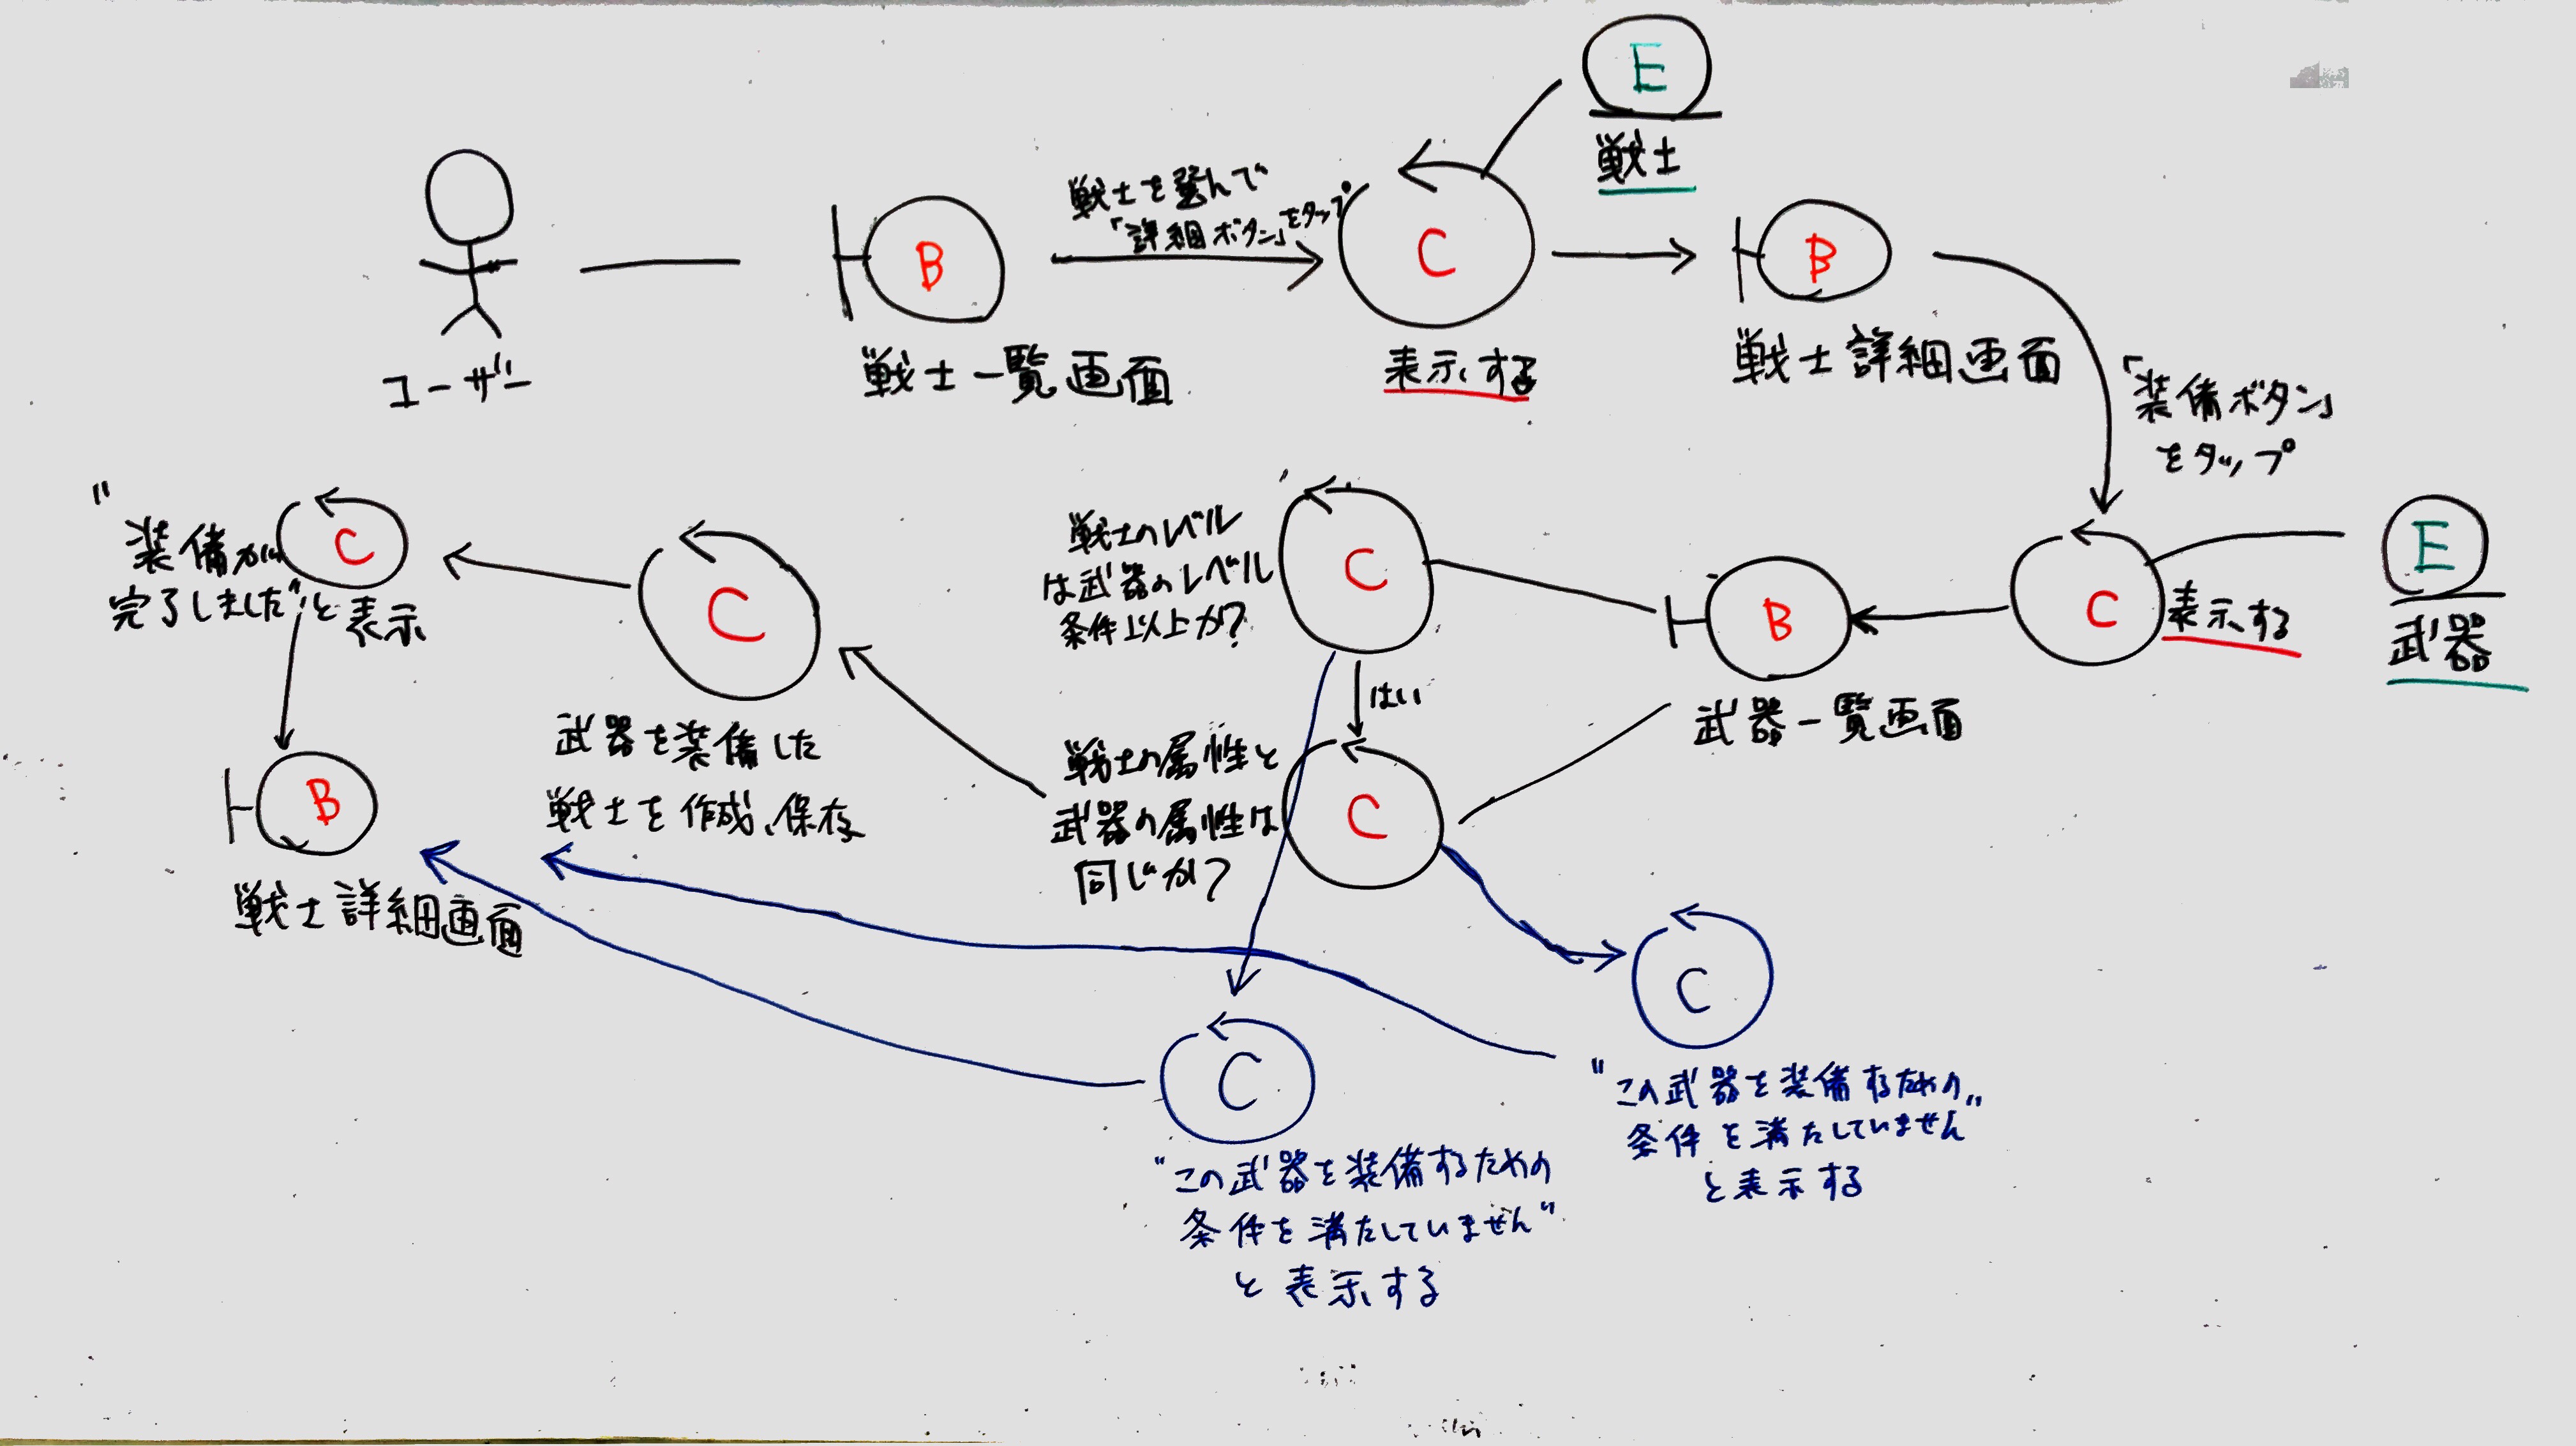 E
戦士
戦士を選んで
「詳細ボタン」をタップ
B
C
B
ユーザー
戦士一覧画面
表示する
戦士詳細画面
「装備ボタン」
をタップ
"装備が
完了しました"と表示
C
C
戦士のレベル
は武器のレベル
条件以上か?
C
B
C
表示する
E
武器
はい
武器一覧画面
武器を装備した
戦士を作成、保存
戦士の属性と
武器の属性は
同じか?
C
B
戦士詳細画面
C
"この武器を装備するための
条件を満たしていません"
と表示する
C
"この武器を装備するための
条件を満たしていません"
と表示する